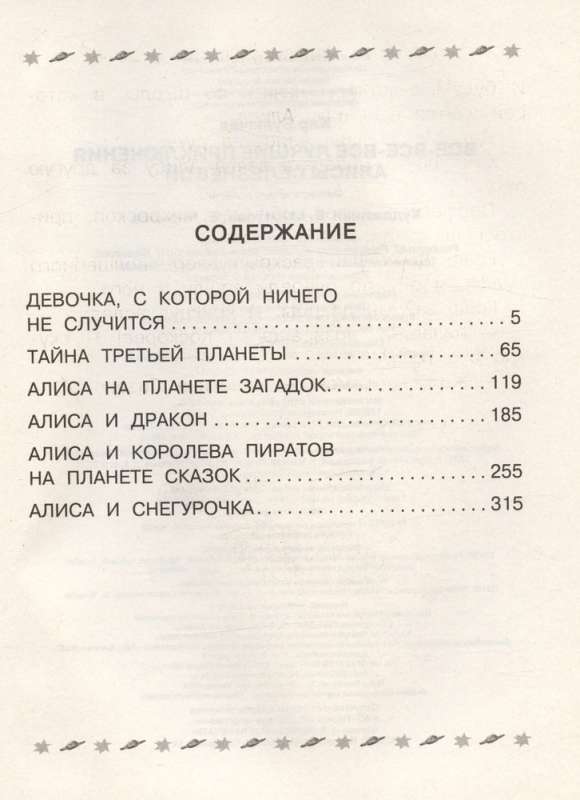 СОДЕРЖАНИЕ
ДЕВОЧКА, С КОТОРОЙ НИЧЕГО
НЕ СЛУЧИТСЯ . . . . . . . . . . . . . . . . . . . . . . . . . . . . 5
ТАЙНА ТРЕТЬЕЙ ПЛАНЕТЫ . . . . . . . . . . . . . . . . 65
АЛИСА НА ПЛАНЕТЕ ЗАГАДОК. . . . . . . . . . . . . 119
АЛИСА И ДРАКОН . . . . . . . . . . . . . . . . . . . . . . 185
АЛИСА И КОРОЛЕВА ПИРАТОВ
НА ПЛАНЕТЕ СКАЗОК . . . . . . . . . . . . . . . . . . . 255
АЛИСА И СНЕГУРОЧКА. . . . . . . . . . . . . . . . . . 315